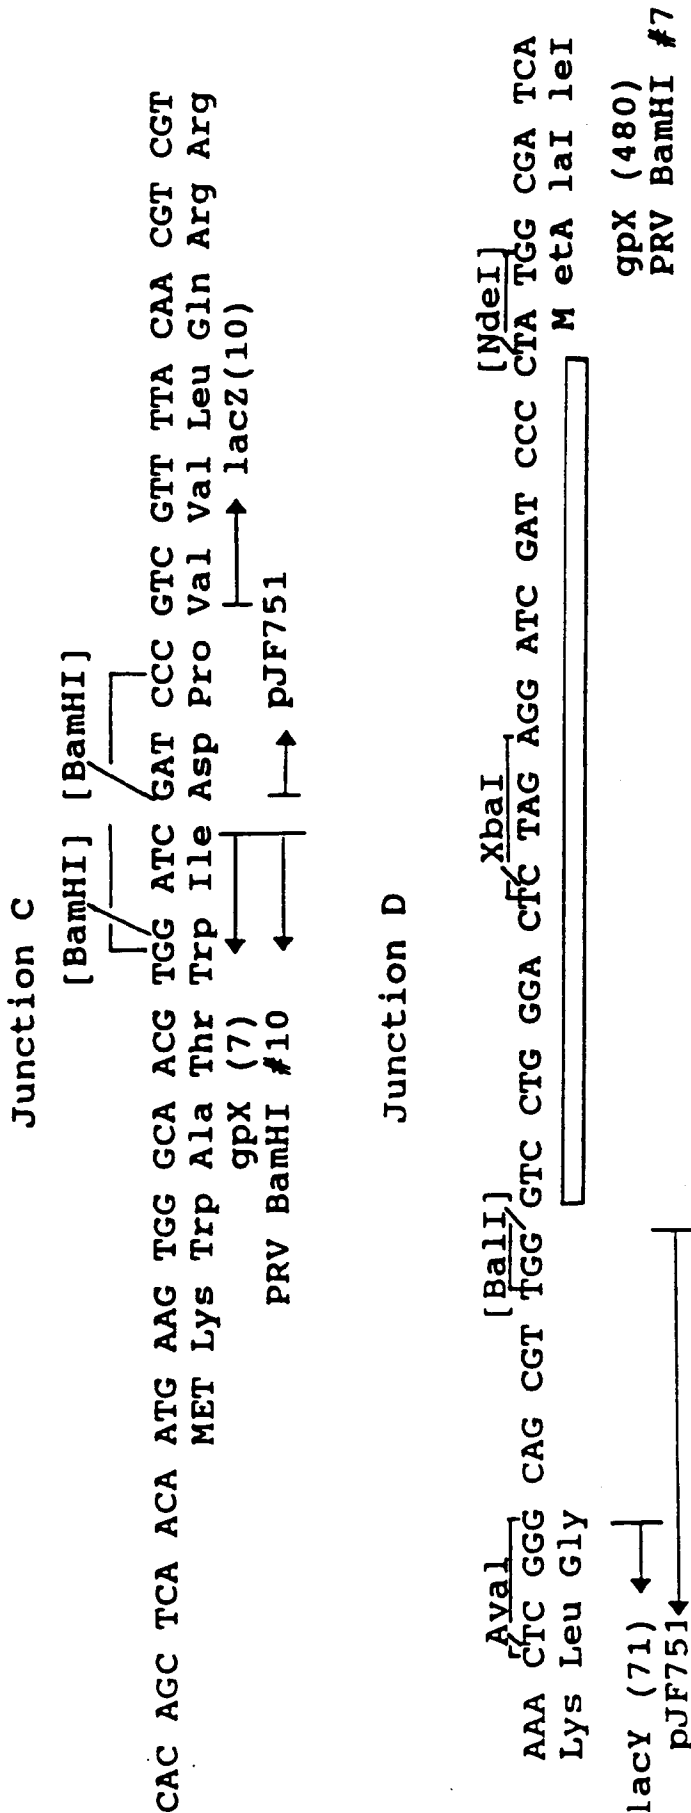 Junction C
[BamHI] [BamHI]
CAC AGC TCA ACA ATG AAG TGG GCA ACG TGG ATC GAT CCC GTC GTT TTA CAA CGT CGT
MET Lys Trp Ala Thr Trp Ile Asp Pro Val Val Leu Gln Arg Arg
gpX (7) lacZ(10)
PRV BamHI #10 pJF751
Junction D
AvaI [BalI] XbaI [NdeI]
AAA CTC GGG CAG CGT TGG GTC CTG GGA CTC TAG AGG ATC GAT CCC CTA TGG CGA TCA
Lys Leu Gly M etA laI leI
lacY (71) gpX (480)
pJF751 PRV BamHI #7